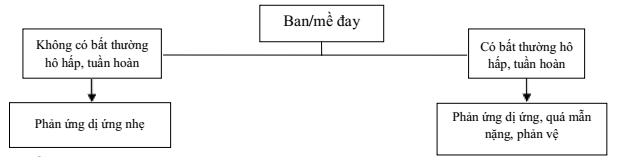 Ban/mề đay
Không có bất thường
hô hấp, tuần hoàn
Có bất thường hô
hấp, tuần hoàn
Phản ứng dị ứng nhẹ
Phản ứng dị ứng, quá mẫn
nặng, phản vệ